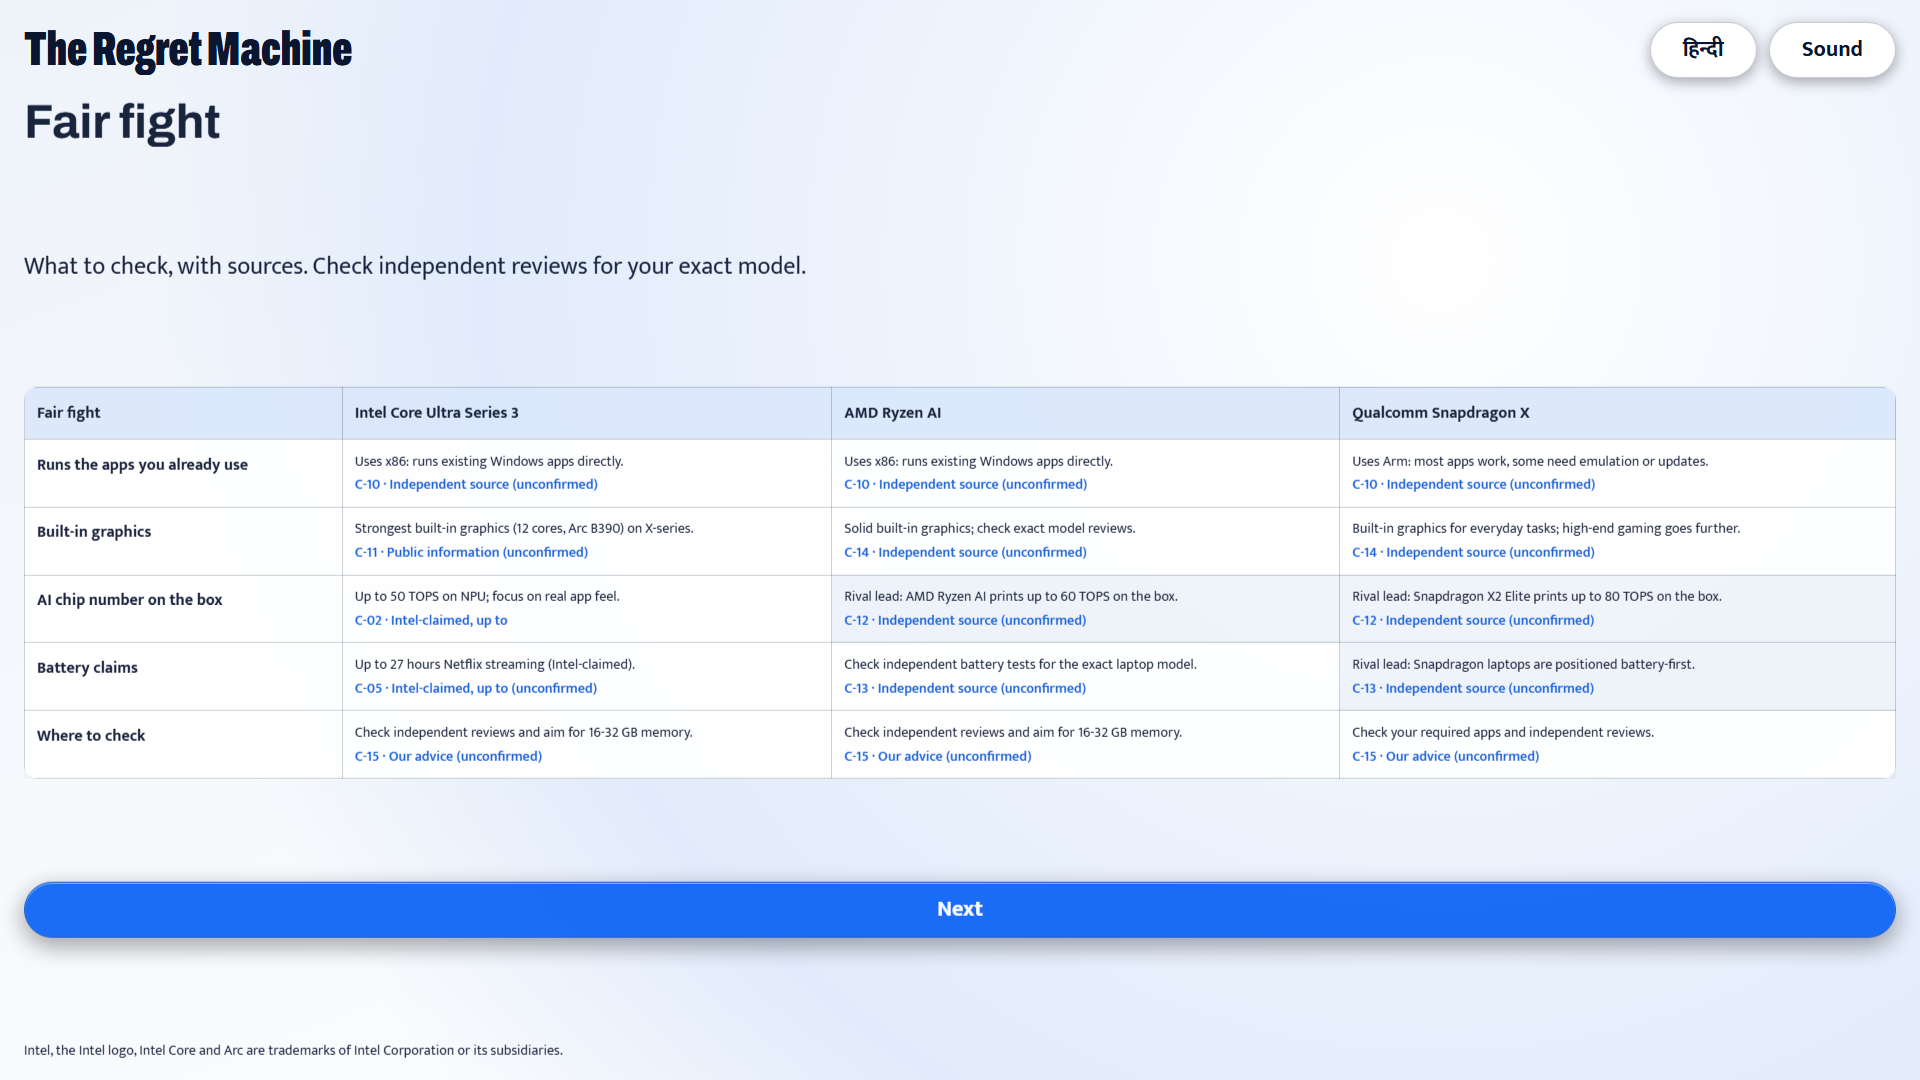 The Regret Machine
हिन्दी
Sound
Fair fight
What to check, with sources. Check independent reviews for your exact model.
Fair fight
Intel Core Ultra Series 3
AMD Ryzen AI
Qualcomm Snapdragon X
Runs the apps you already use
Uses x86: runs existing Windows apps directly.
C-10 · Independent source (unconfirmed)
Uses x86: runs existing Windows apps directly.
C-10 · Independent source (unconfirmed)
Uses Arm: most apps work, some need emulation or updates.
C-10 · Independent source (unconfirmed)
Built-in graphics
Strongest built-in graphics (12 cores, Arc B390) on X-series.
C-11 · Public information (unconfirmed)
Solid built-in graphics; check exact model reviews.
C-14 · Independent source (unconfirmed)
Built-in graphics for everyday tasks; high-end gaming goes further.
C-14 · Independent source (unconfirmed)
AI chip number on the box
Up to 50 TOPS on NPU; focus on real app feel.
C-02 · Intel-claimed, up to
Rival lead: AMD Ryzen AI prints up to 60 TOPS on the box.
C-12 · Independent source (unconfirmed)
Rival lead: Snapdragon X2 Elite prints up to 80 TOPS on the box.
C-12 · Independent source (unconfirmed)
Battery claims
Up to 27 hours Netflix streaming (Intel-claimed).
C-05 · Intel-claimed, up to (unconfirmed)
Check independent battery tests for the exact laptop model.
C-13 · Independent source (unconfirmed)
Rival lead: Snapdragon laptops are positioned battery-first.
C-13 · Independent source (unconfirmed)
Where to check
Check independent reviews and aim for 16-32 GB memory.
C-15 · Our advice (unconfirmed)
Check independent reviews and aim for 16-32 GB memory.
C-15 · Our advice (unconfirmed)
Check your required apps and independent reviews.
C-15 · Our advice (unconfirmed)
Next
Intel, the Intel logo, Intel Core and Arc are trademarks of Intel Corporation or its subsidiaries.